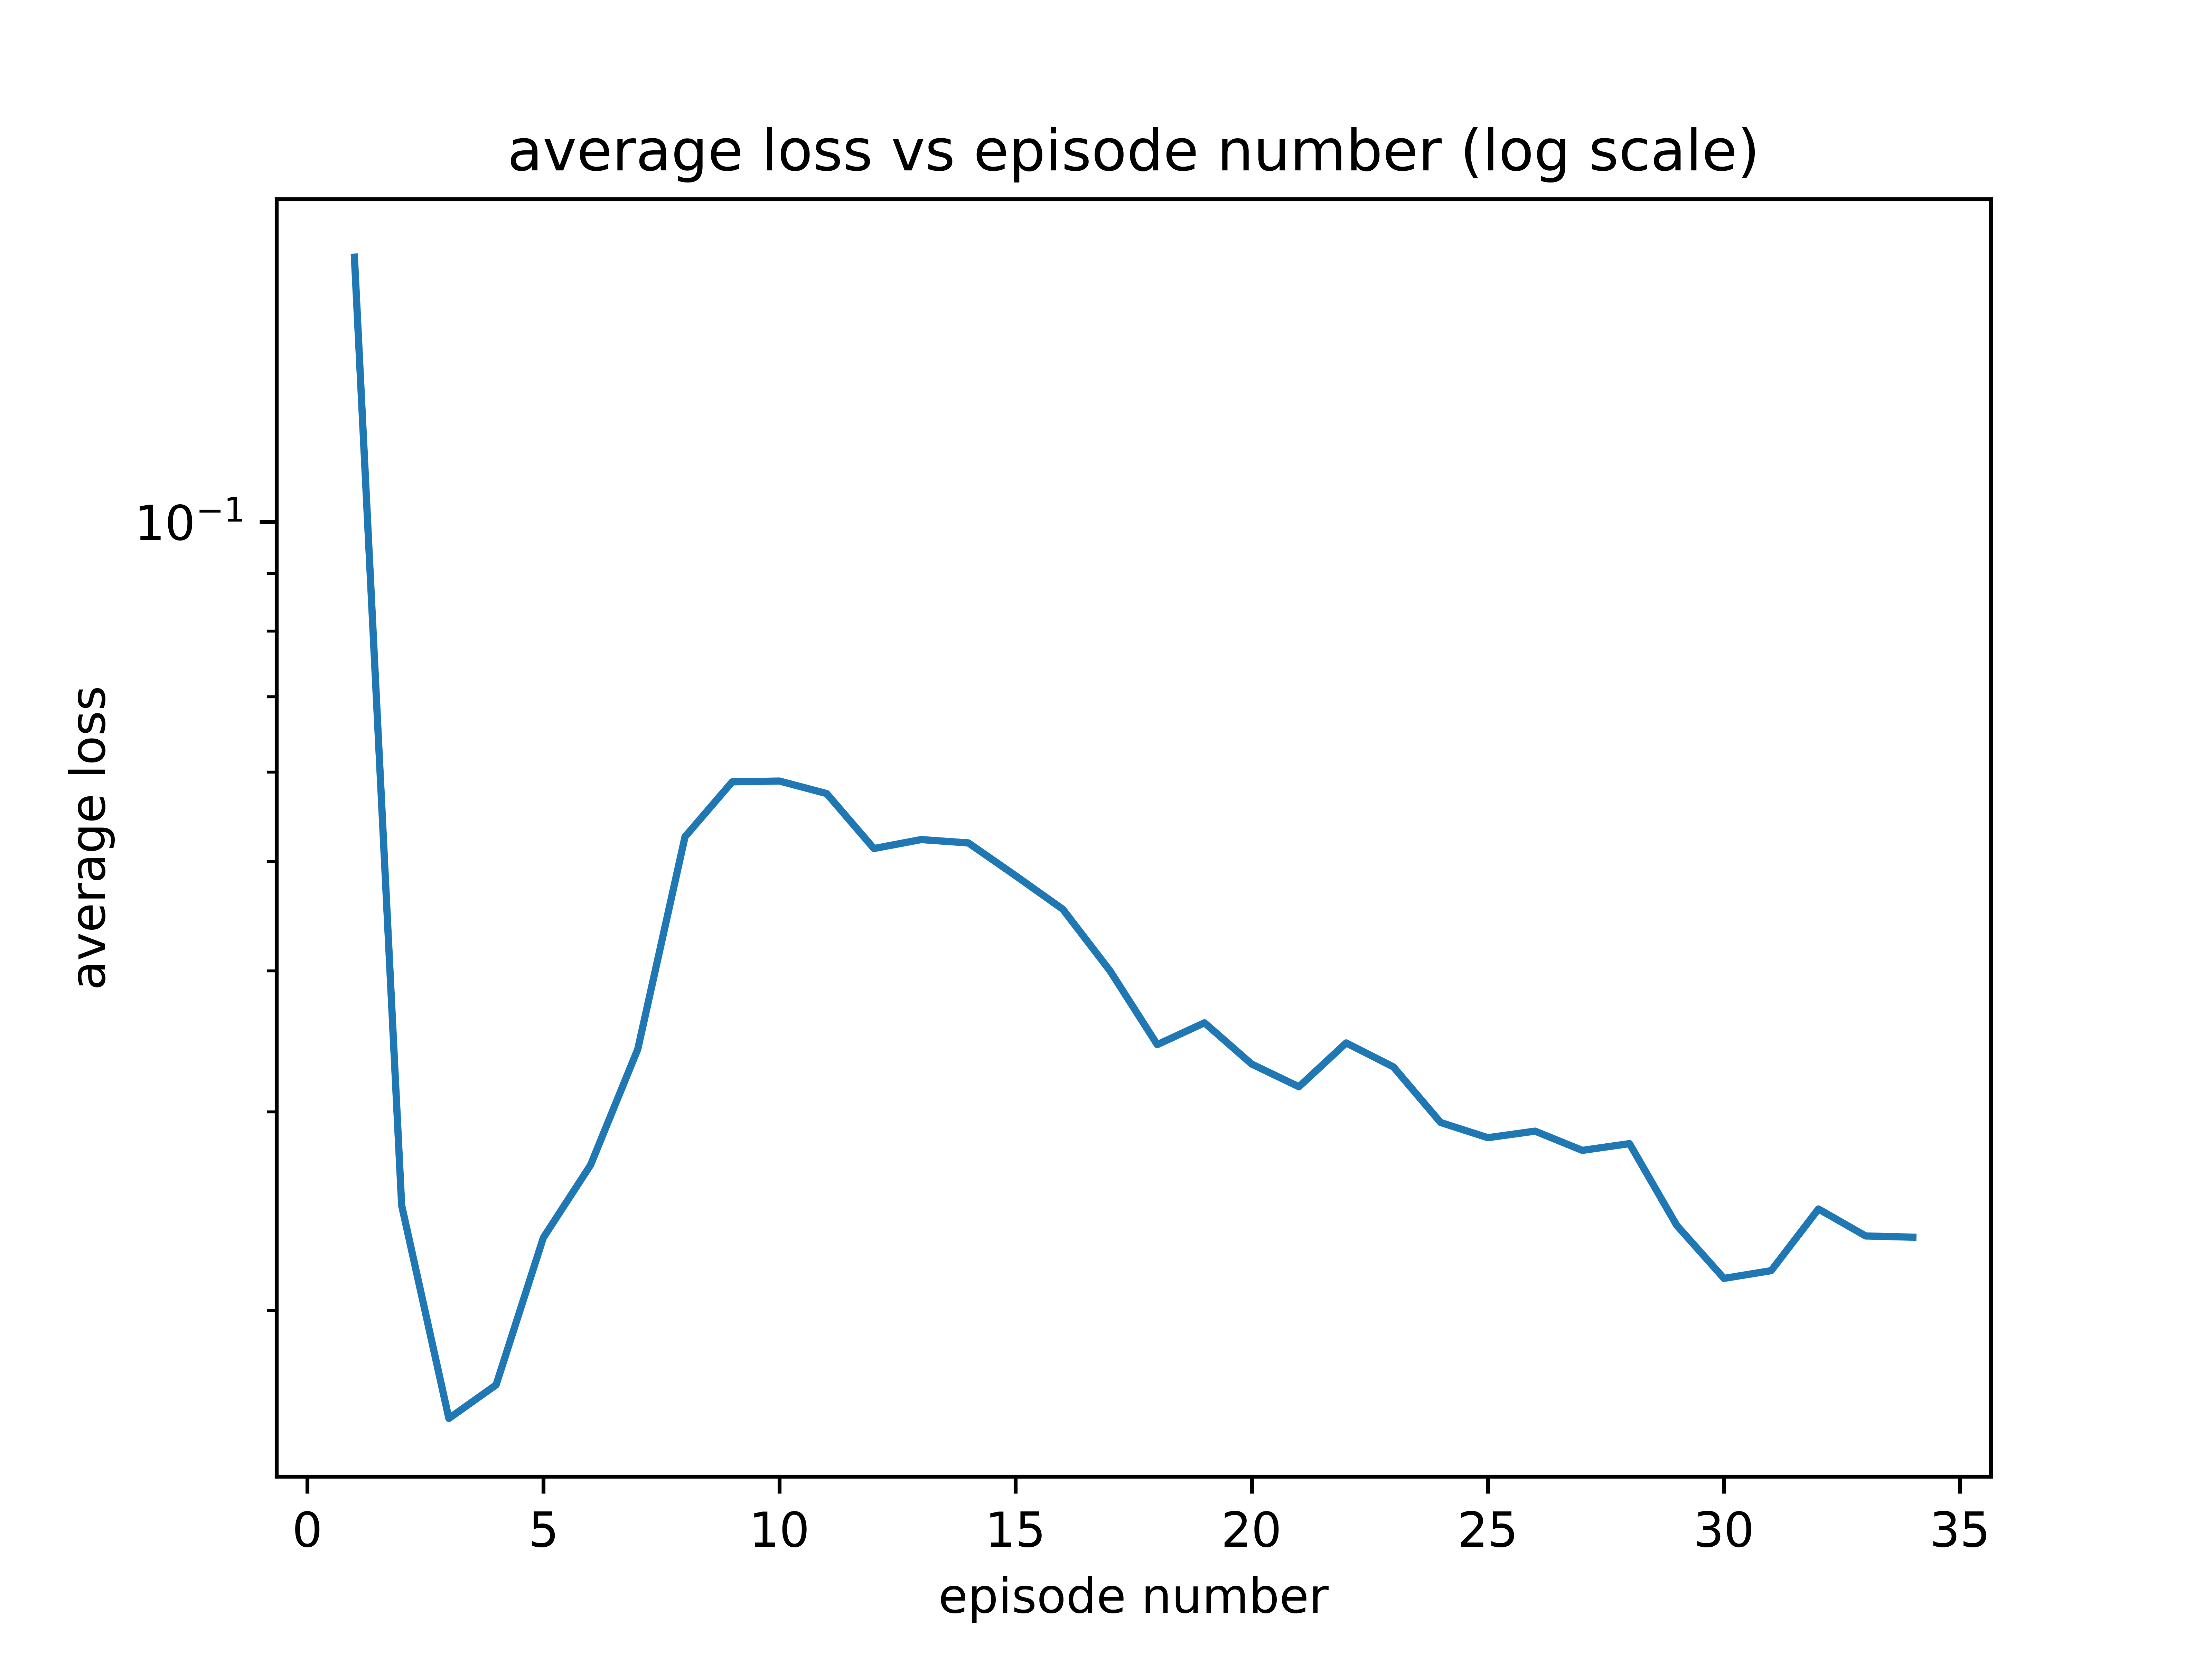 average loss vs episode number (log scale)
10⁻¹
average loss
0 5 10 15 20 25 30 35
episode number